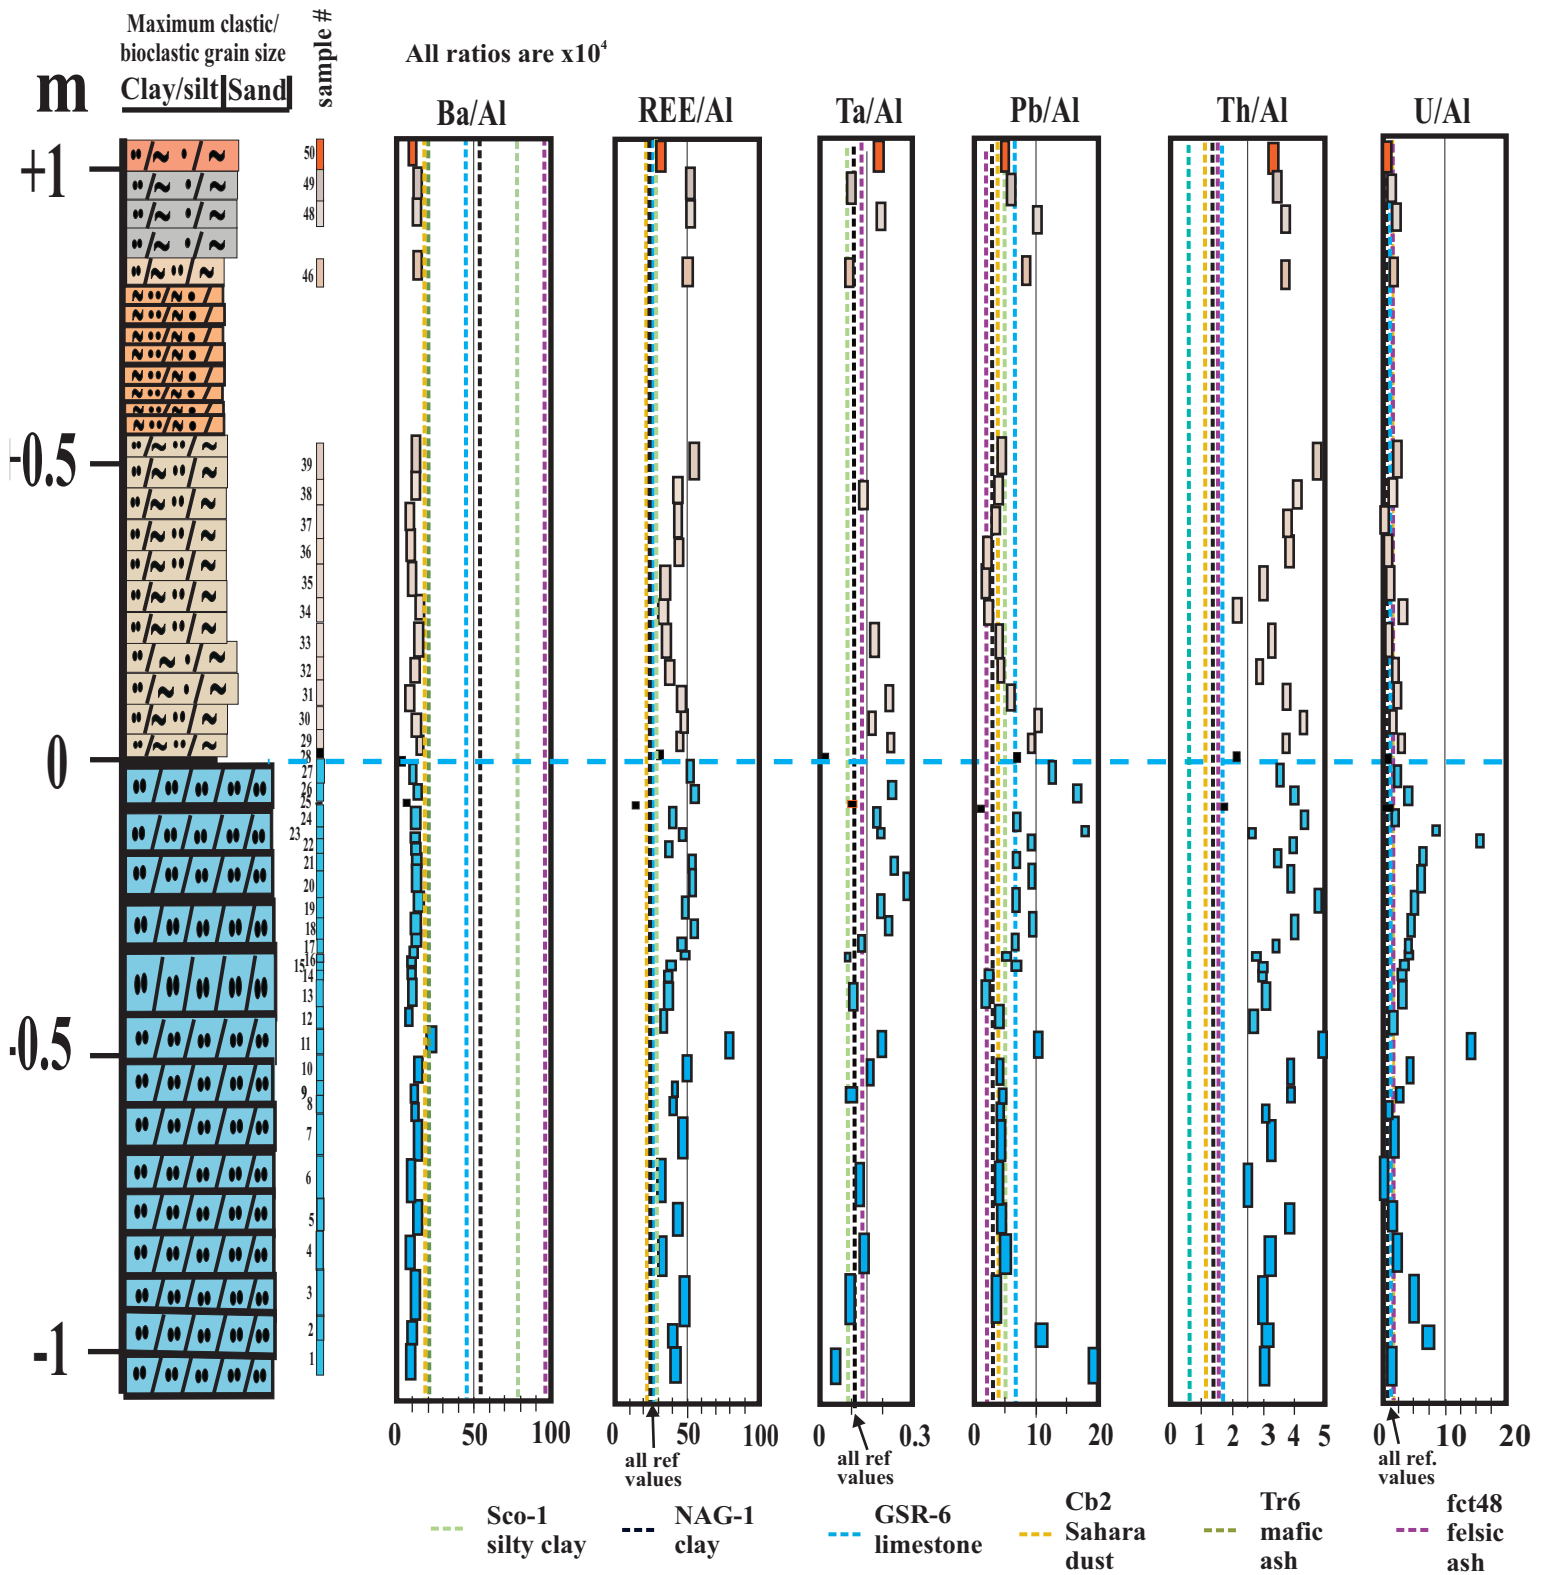 Maximum clastic/
bioclastic grain size
Clay/silt Sand
sample #
m
All ratios are x10⁴
Ba/Al
REE/Al
Ta/Al
Pb/Al
Th/Al
U/Al
+1
+0.5
0
-0.5
-1
50
49
48
46
39
38
37
36
35
34
33
32
31
30
29
28
27
26
25
24
23
22
21
20
19
18
17
16
15
14
13
12
11
10
9
8
7
6
5
4
3
2
1
0 50 100
0 50 100
0 0.3
0 10 20
0 1 2 3 4 5
0 10 20
all ref
values
all ref
values
all ref.
values
Sco-1
silty clay
NAG-1
clay
GSR-6
limestone
Cb2
Sahara
dust
Tr6
mafic
ash
fct48
felsic
ash